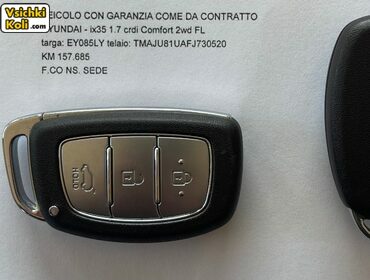 Vsichki
Koli.com
EICOLO CON GARANZIA COME DA CONTRATTO
HYUNDAI - ix35 1.7 crdi Comfort 2wd FL
targa: EY085LY telaio: TMAJU81UAFJ730520
KM 157.685
F.CO NS. SEDE
HOLD